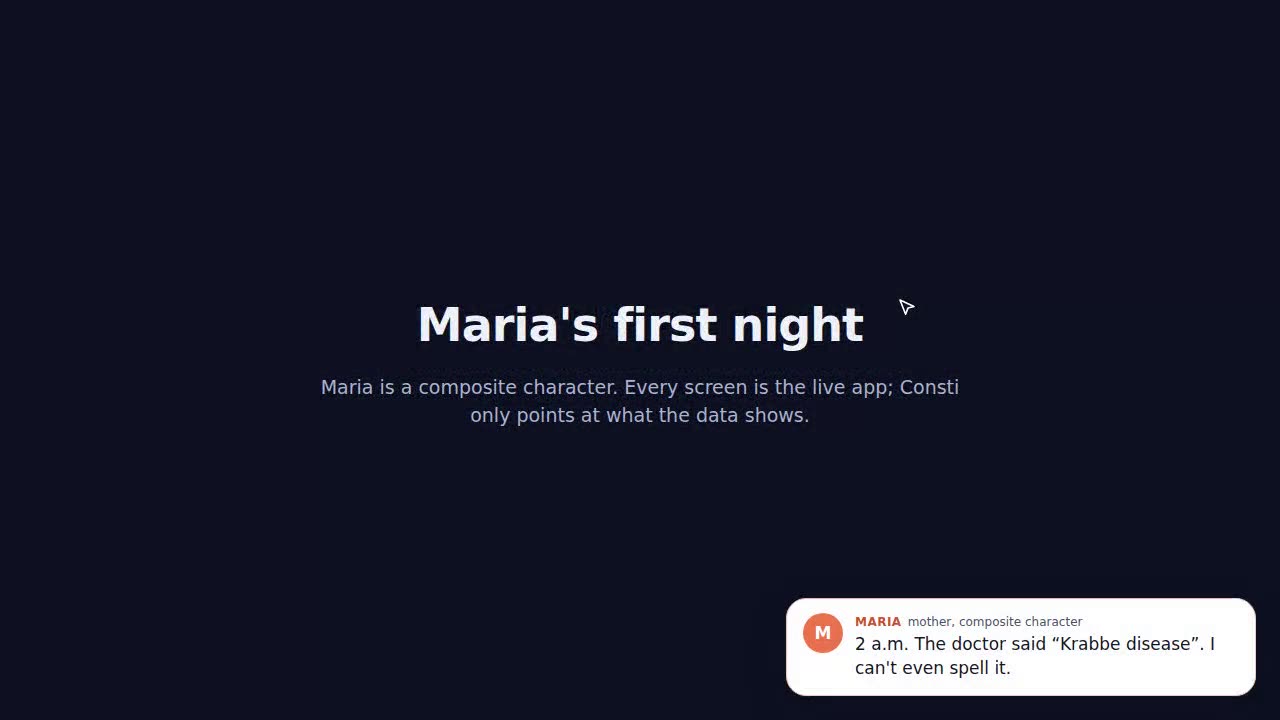 Maria's first night
Maria is a composite character. Every screen is the live app; Consti
only points at what the data shows.
M
MARIA mother, composite character
2 a.m. The doctor said “Krabbe disease”. I
can't even spell it.